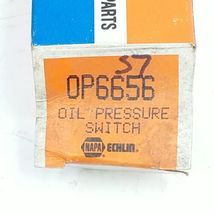 PARTS
57
OP6656
OIL PRESSURE
SWITCH
NAPA ECHLIN